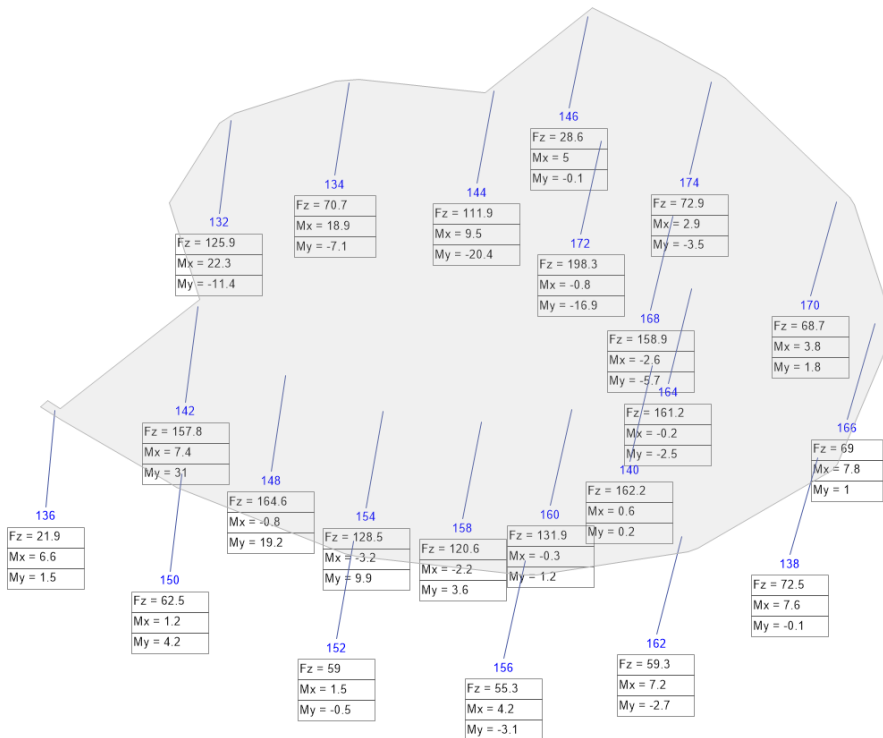 146
Fz = 28.6
Mx = 5
My = -0.1
134
Fz = 70.7
Mx = 18.9
My = -7.1
144
Fz = 111.9
Mx = 9.5
My = -20.4
174
Fz = 72.9
Mx = 2.9
My = -3.5
132
Fz = 125.9
Mx = 22.3
My = -11.4
172
Fz = 198.3
Mx = -0.8
My = -16.9
170
Fz = 68.7
Mx = 3.8
My = 1.8
168
Fz = 158.9
Mx = -2.6
My = -5.7
164
Fz = 161.2
Mx = -0.2
My = -2.5
142
Fz = 157.8
Mx = 7.4
My = 31
166
Fz = 69
Mx = 7.8
My = 1
140
Fz = 162.2
Mx = 0.6
My = 0.2
148
Fz = 164.6
Mx = -0.8
My = 19.2
136
Fz = 21.9
Mx = 6.6
My = 1.5
154
Fz = 128.5
Mx = -3.2
My = 9.9
158
Fz = 120.6
Mx = -2.2
My = 3.6
160
Fz = 131.9
Mx = -0.3
My = 1.2
138
Fz = 72.5
Mx = 7.6
My = -0.1
150
Fz = 62.5
Mx = 1.2
My = 4.2
152
Fz = 59
Mx = 1.5
My = -0.5
156
Fz = 55.3
Mx = 4.2
My = -3.1
162
Fz = 59.3
Mx = 7.2
My = -2.7